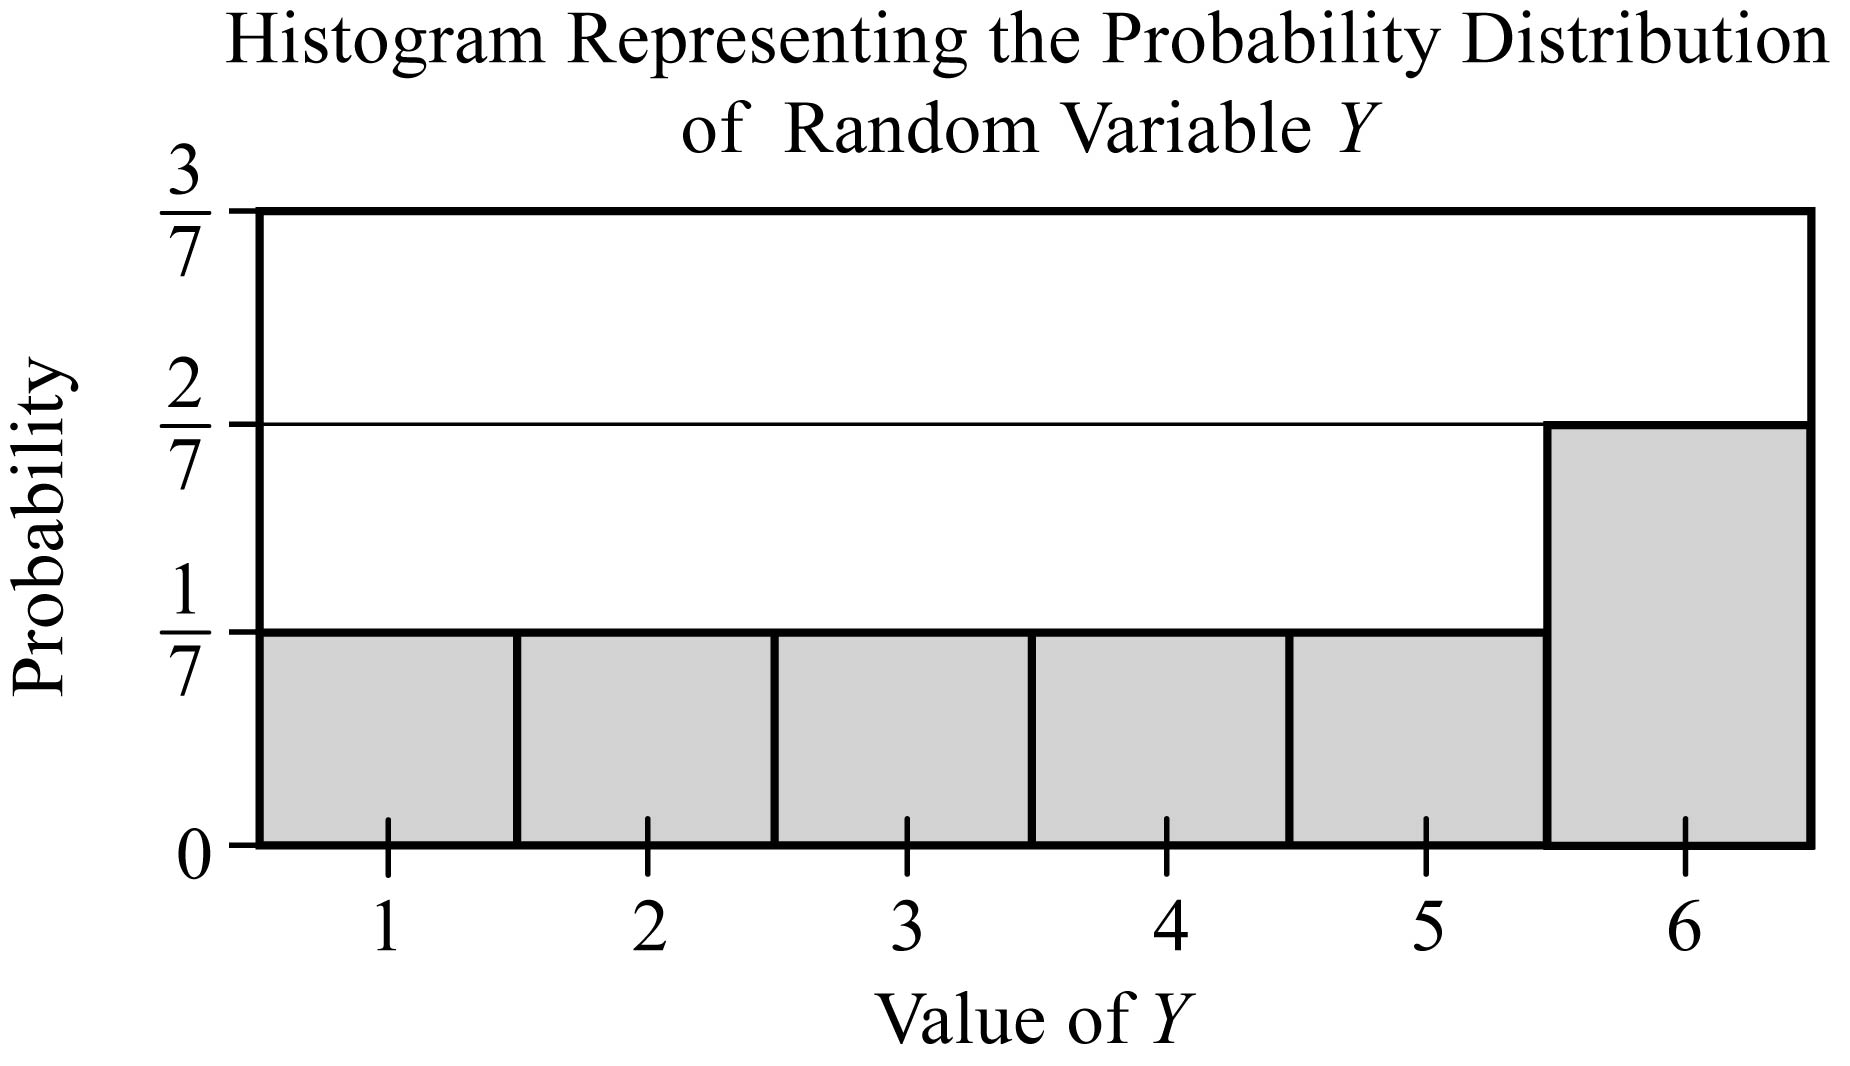 Histogram Representing the Probability Distribution
of Random Variable Y
3
7
2
7
1
7
0
Probability
1 2 3 4 5 6
Value of Y